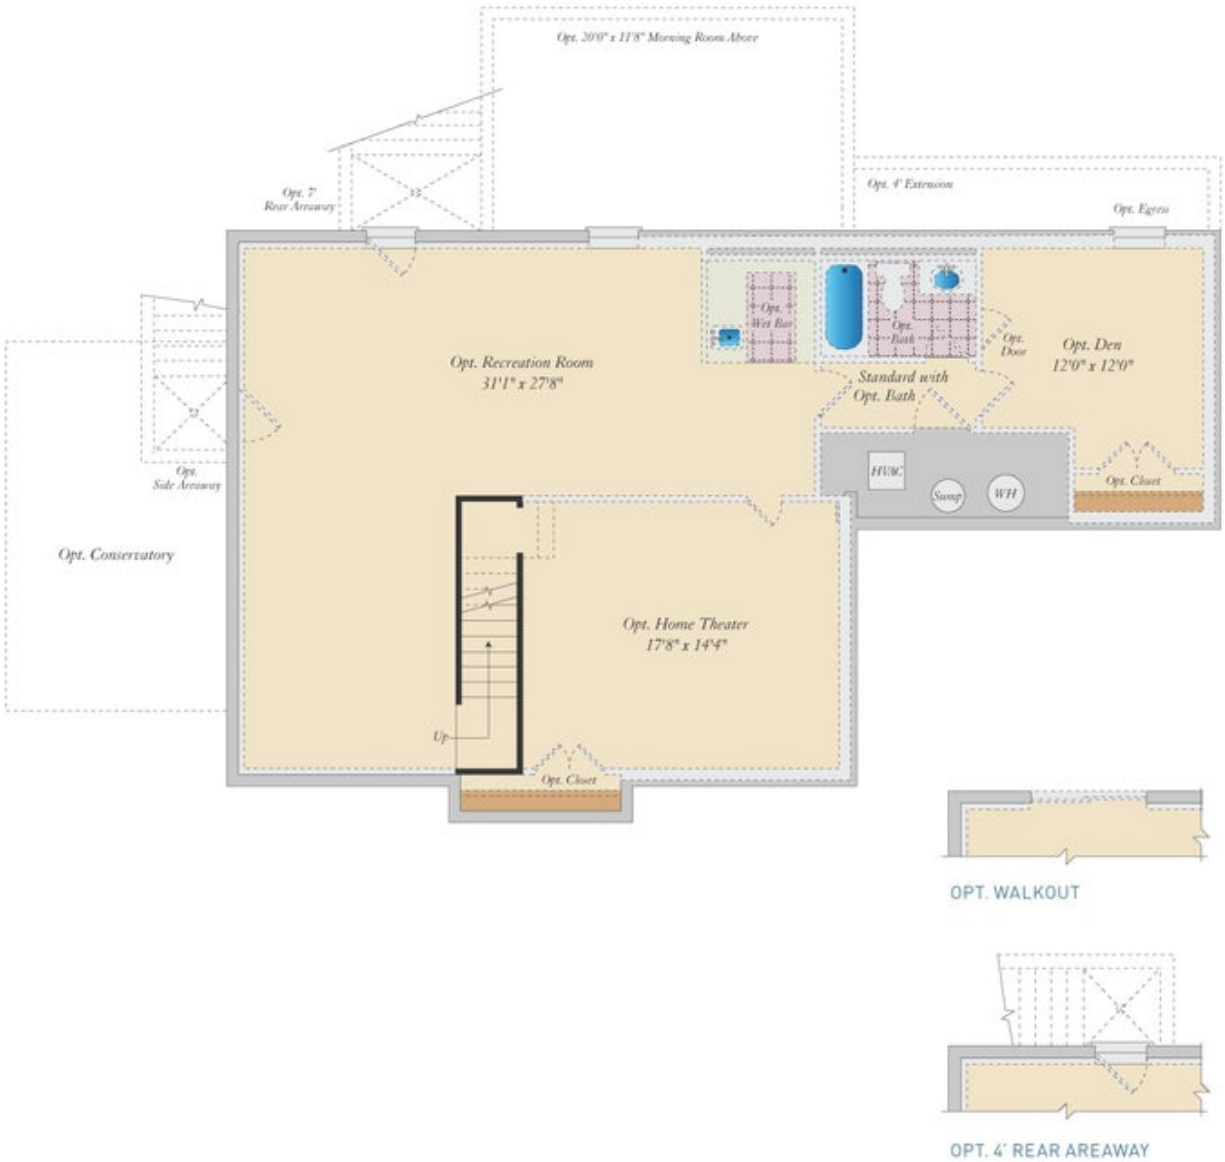 Opt. 20'0" x 11'8" Morning Room Above
Opt. 4' Extension
Opt. 7'
Rear Areaway
Opt. Egress
Opt.
Wet Bar
Opt.
Bath
Opt.
Door
Opt. Den
12'0" x 12'0"
Opt. Recreation Room
31'1" x 27'8"
Standard with
Opt. Bath
Opt.
Side Areaway
HVAC
Sump
WH
Opt. Closet
Opt. Conservatory
Opt. Home Theater
17'8" x 14'4"
Up
Opt. Closet
OPT. WALKOUT
OPT. 4' REAR AREAWAY